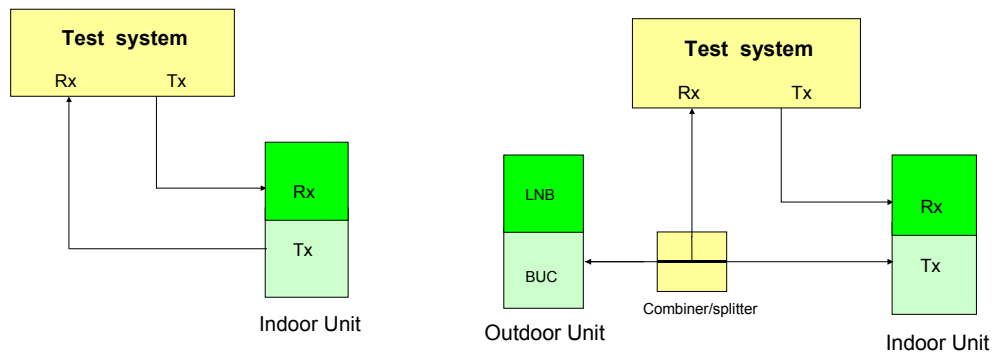 Test system
Rx Tx
Rx
Tx
Indoor Unit
Test system
Rx Tx
LNB
BUC
Outdoor Unit
Combiner/splitter
Rx
Tx
Indoor Unit